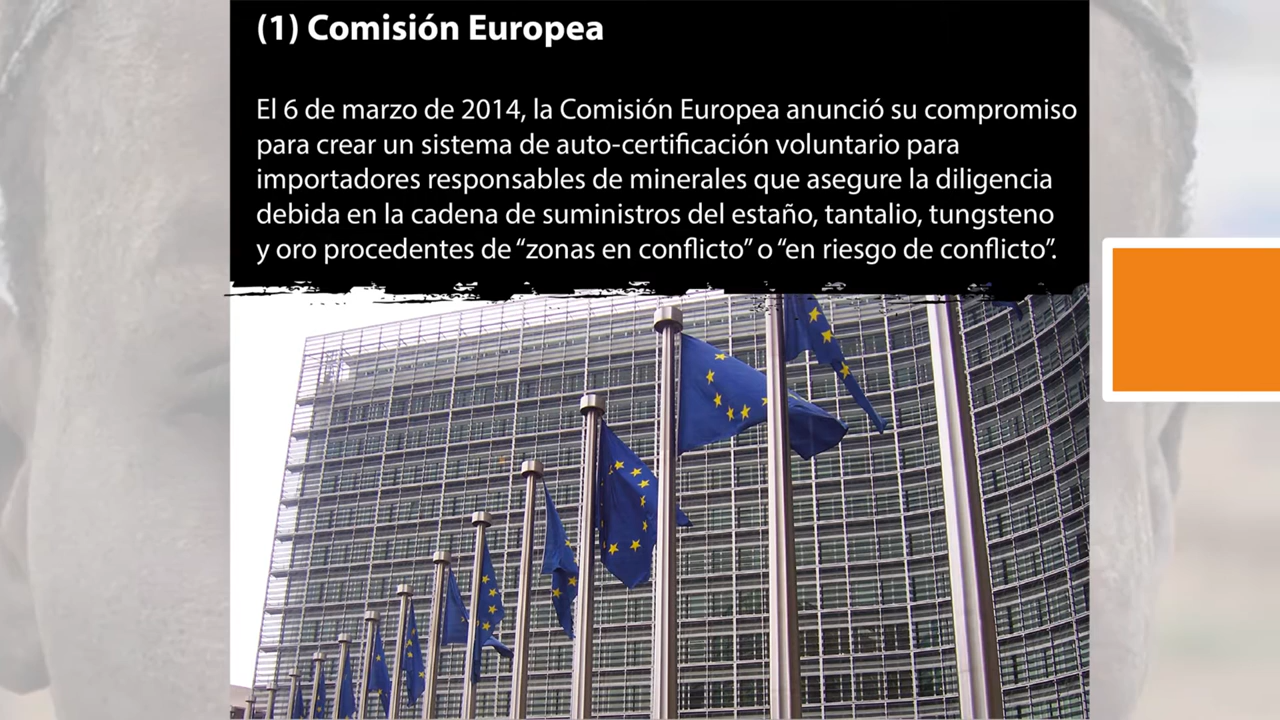 (1) Comisión Europea
El 6 de marzo de 2014, la Comisión Europea anunció su compromiso
para crear un sistema de auto-certificación voluntario para
importadores responsables de minerales que asegure la diligencia
debida en la cadena de suministros del estaño, tantalio, tungsteno
y oro procedentes de “zonas en conflicto” o “en riesgo de conflicto”.